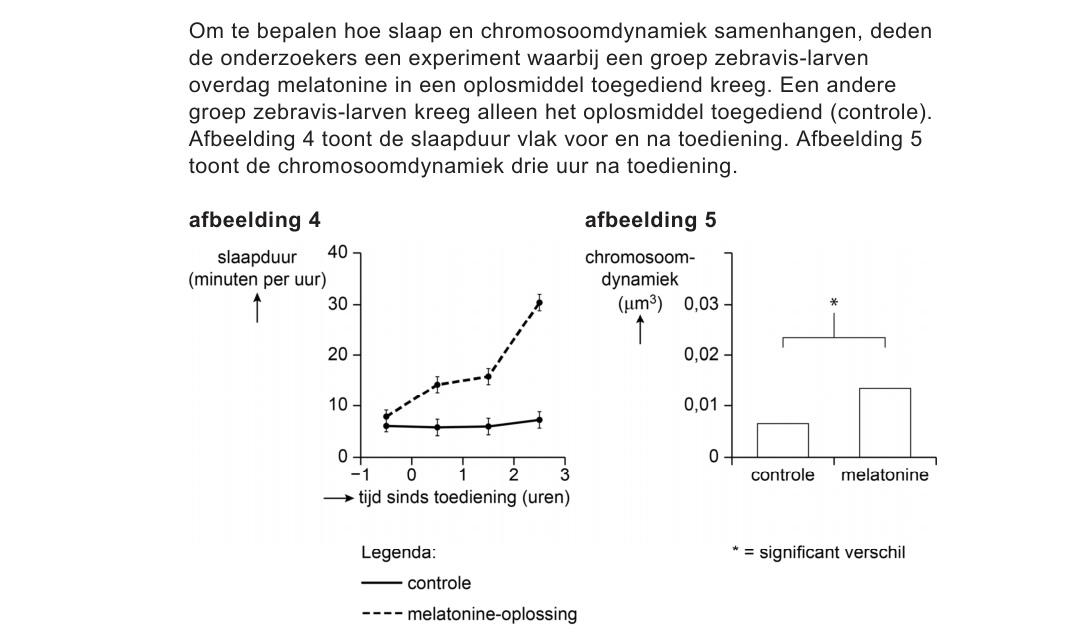 Om te bepalen hoe slaap en chromosoomdynamiek samenhangen, deden
de onderzoekers een experiment waarbij een groep zebravis-larven
overdag melatonine in een oplosmiddel toegediend kreeg. Een andere
groep zebravis-larven kreeg alleen het oplosmiddel toegediend (controle).
Afbeelding 4 toont de slaapduur vlak voor en na toediening. Afbeelding 5
toont de chromosoomdynamiek drie uur na toediening.
afbeelding 4
slaapduur
(minuten per uur)
40
30
20
10
0
−1 0 1 2 3
tijd sinds toediening (uren)
Legenda:
controle
melatonine-oplossing
afbeelding 5
chromosoom-
dynamiek
(μm³)
0,03
0,02
0,01
0
*
controle melatonine
* = significant verschil